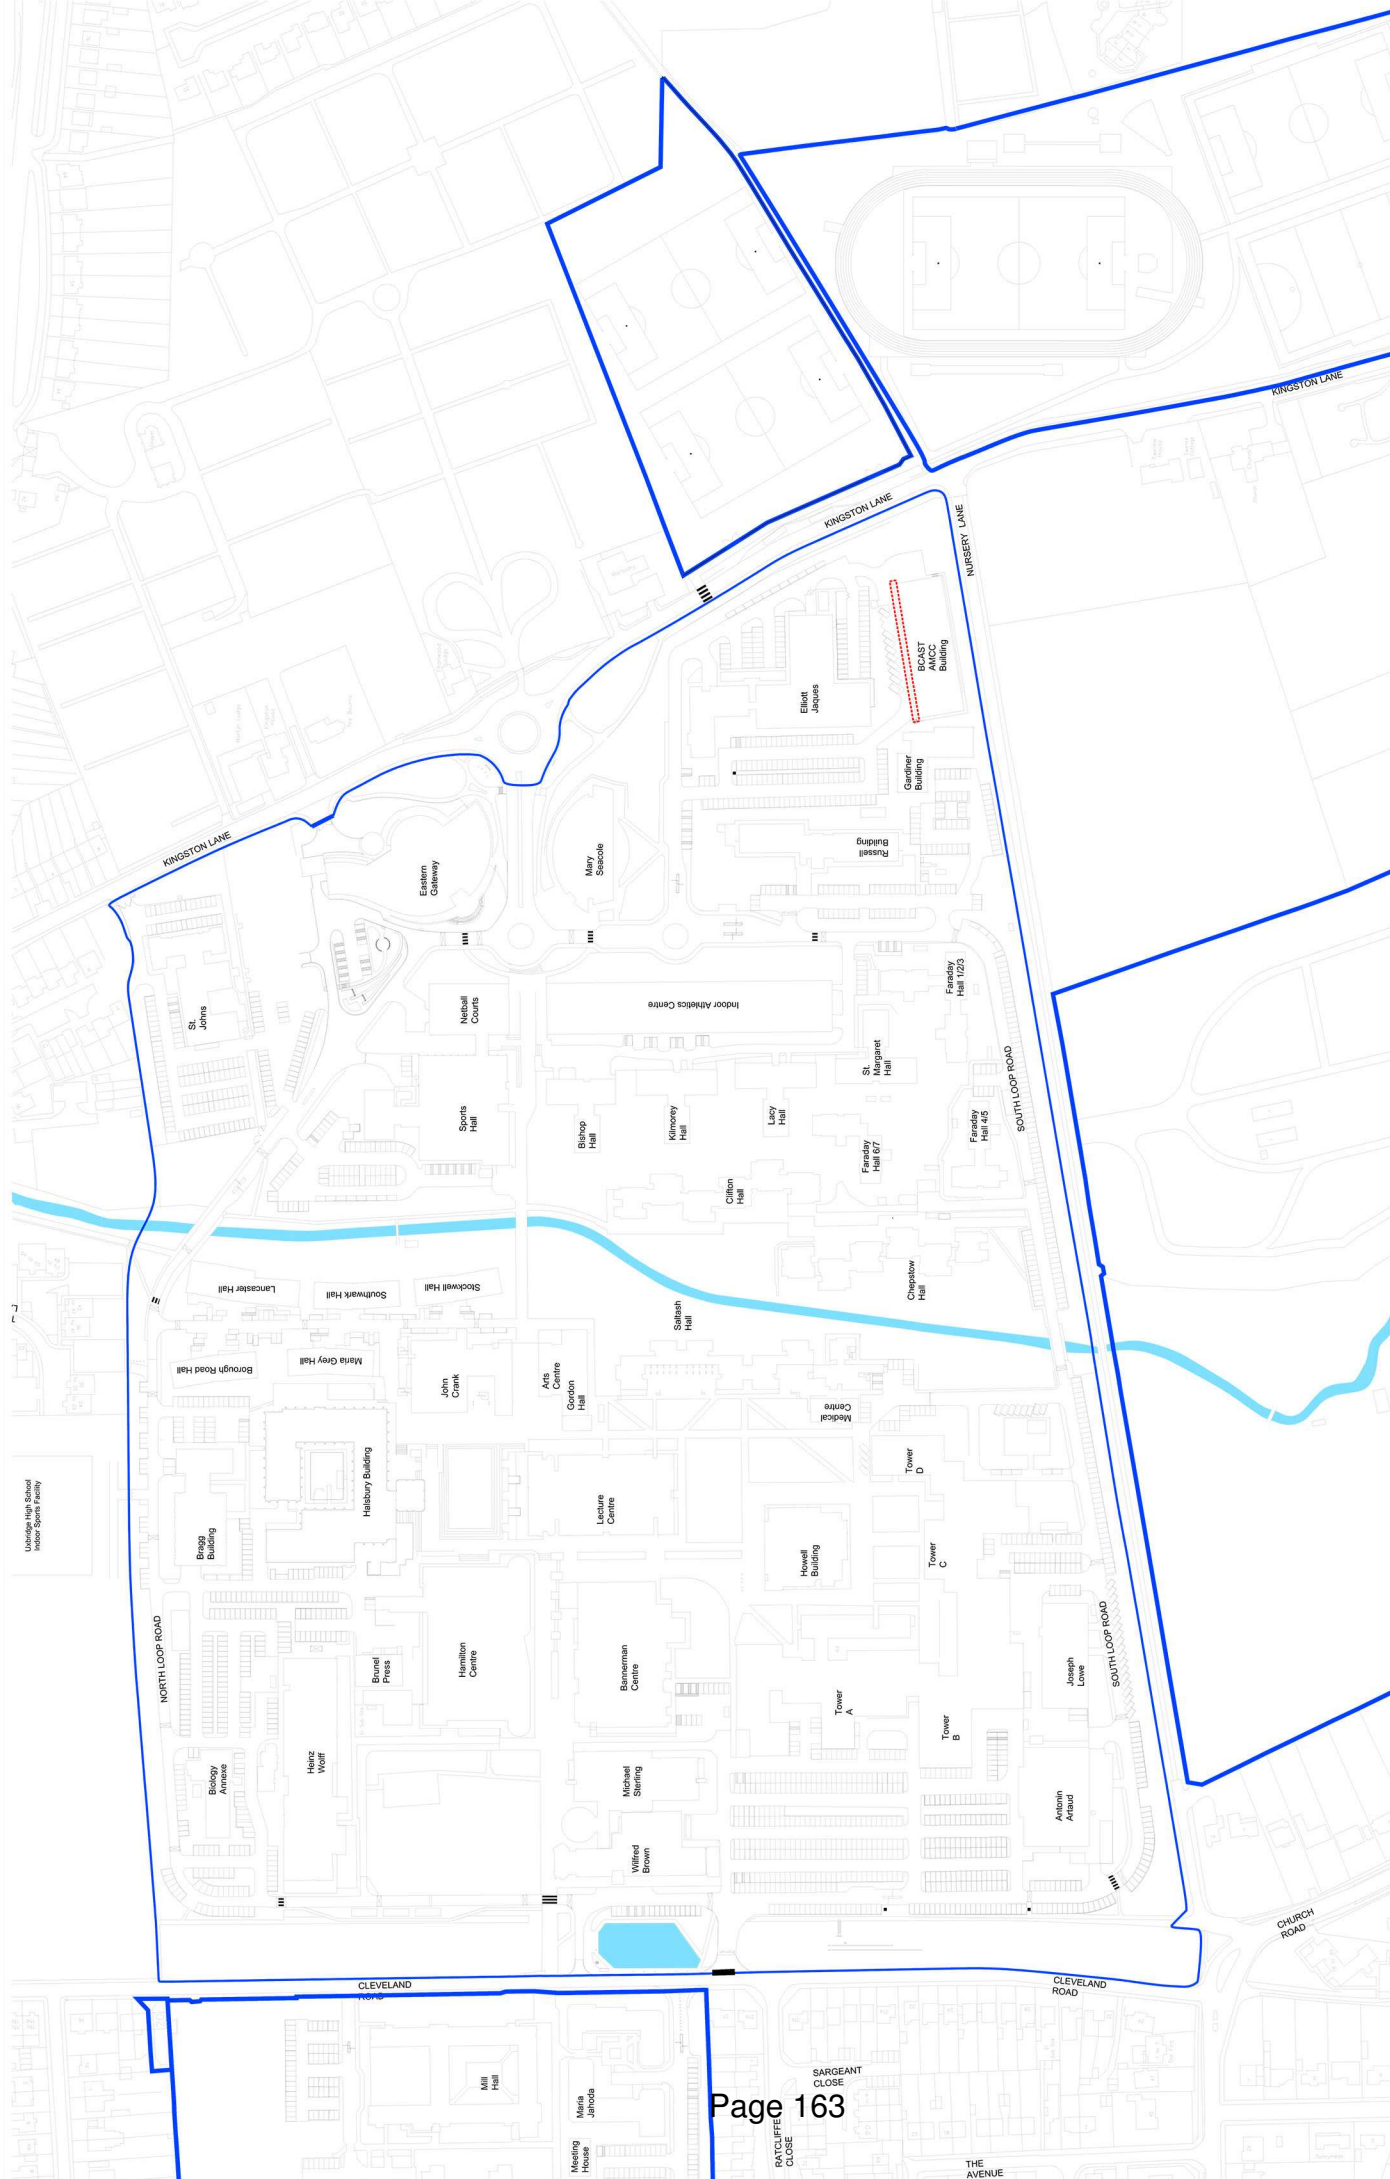 KINGSTON LANE
KINGSTON LANE
NURSERY LANE
BCAST
AMCC
Building
Elliott
Jaques
Gardiner
Building
KINGSTON LANE
Russell
Building
Mary
Seacole
Eastern
Gateway
Faraday
Hall 1/2/3
Netball
Courts
Indoor Athletics Centre
St.
Johns
St.
Margaret
Hall
SOUTH LOOP ROAD
Sports
Hall
Bishop
Hall
Kilmorey
Hall
Lacy
Hall
Faraday
Hall 4/5
Faraday
Hall 6/7
Clifton
Hall
Chepstow
Hall
Lancaster Hall
Southwark Hall
Stockwell Hall
Saltash
Hall
Borough Road Hall
Maria Grey Hall
John
Crank
Arts
Centre
Gordon
Hall
Medical
Centre
Tower
D
Halsbury Building
Uxbridge High School
Indoor Sports Facility
Bragg
Building
Lecture
Centre
Howell
Building
Tower
C
NORTH LOOP ROAD
Brunel
Press
Hamilton
Centre
Bannerman
Centre
Joseph
Lowe
SOUTH LOOP ROAD
Tower
A
Tower
B
Biology
Annexe
Heinz
Wolff
Michael
Sterling
Antonin
Artaud
Wilfred
Brown
CHURCH
ROAD
CLEVELAND
ROAD
CLEVELAND
ROAD
Mill
Hall
Maria
Jahoda
Meeting
House
SARGEANT
CLOSE
Page 163
RATCLIFFE
CLOSE
THE
AVENUE